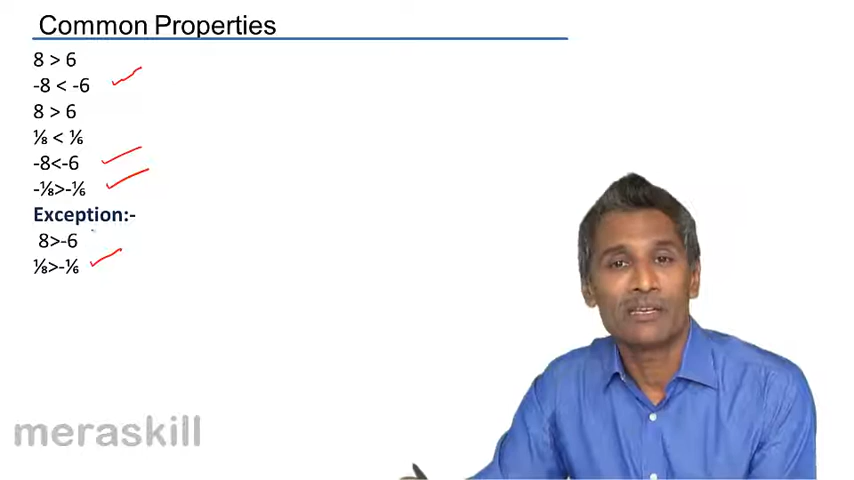 Common Properties
8 > 6
-8 < -6
8 > 6
⅛ < ⅙
-8<-6
-⅛>-⅙
Exception:-
8>-6
⅛>-⅙
meraskill